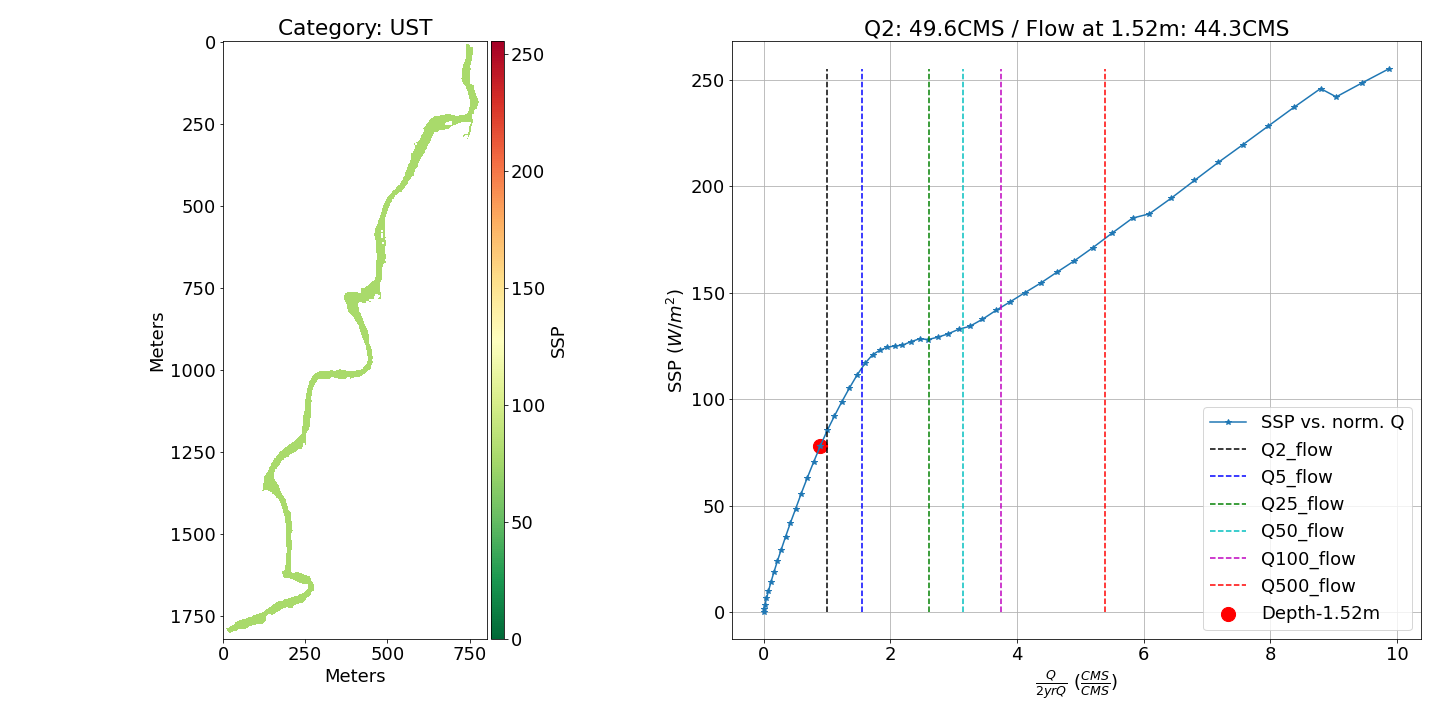 Category: UST
0
250
500
750
1000
1250
1500
1750
Meters
0
250
500
750
Meters
250
200
150
100
50
0
SSP
Q2: 49.6CMS / Flow at 1.52m: 44.3CMS
250
200
150
100
50
0
SSP (W/m²)
0
2
4
6
8
10
Q/2yrQ (CMS/CMS)
SSP vs. norm. Q
Q2_flow
Q5_flow
Q25_flow
Q50_flow
Q100_flow
Q500_flow
Depth-1.52m